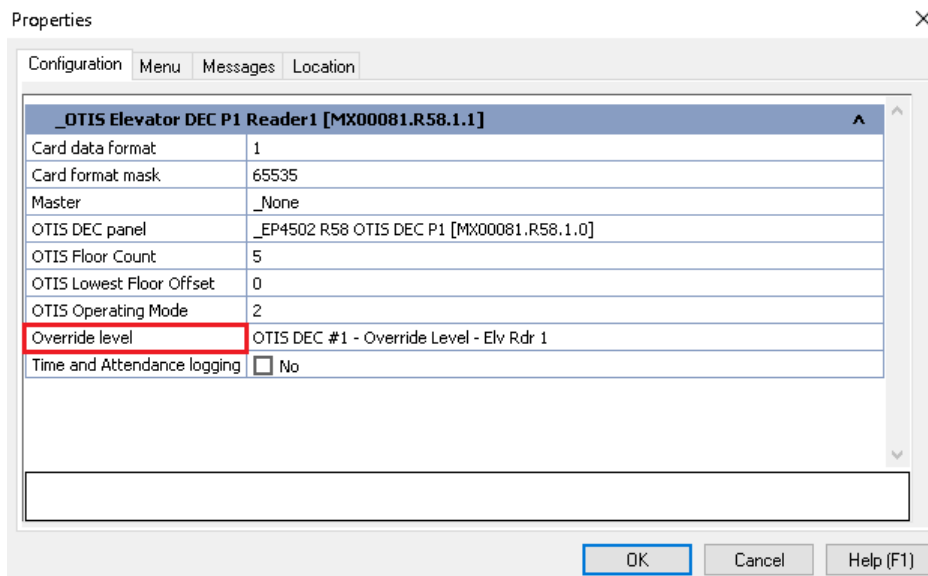 Properties
Configuration Menu Messages Location
_OTIS Elevator DEC P1 Reader1 [MX00081.R58.1.1]
Card data format 1
Card format mask 65535
Master _None
OTIS DEC panel _EP4502 R58 OTIS DEC P1 [MX00081.R58.1.0]
OTIS Floor Count 5
OTIS Lowest Floor Offset 0
OTIS Operating Mode 2
Override level OTIS DEC #1 - Override Level - Elv Rdr 1
Time and Attendance logging No
OK Cancel Help (F1)